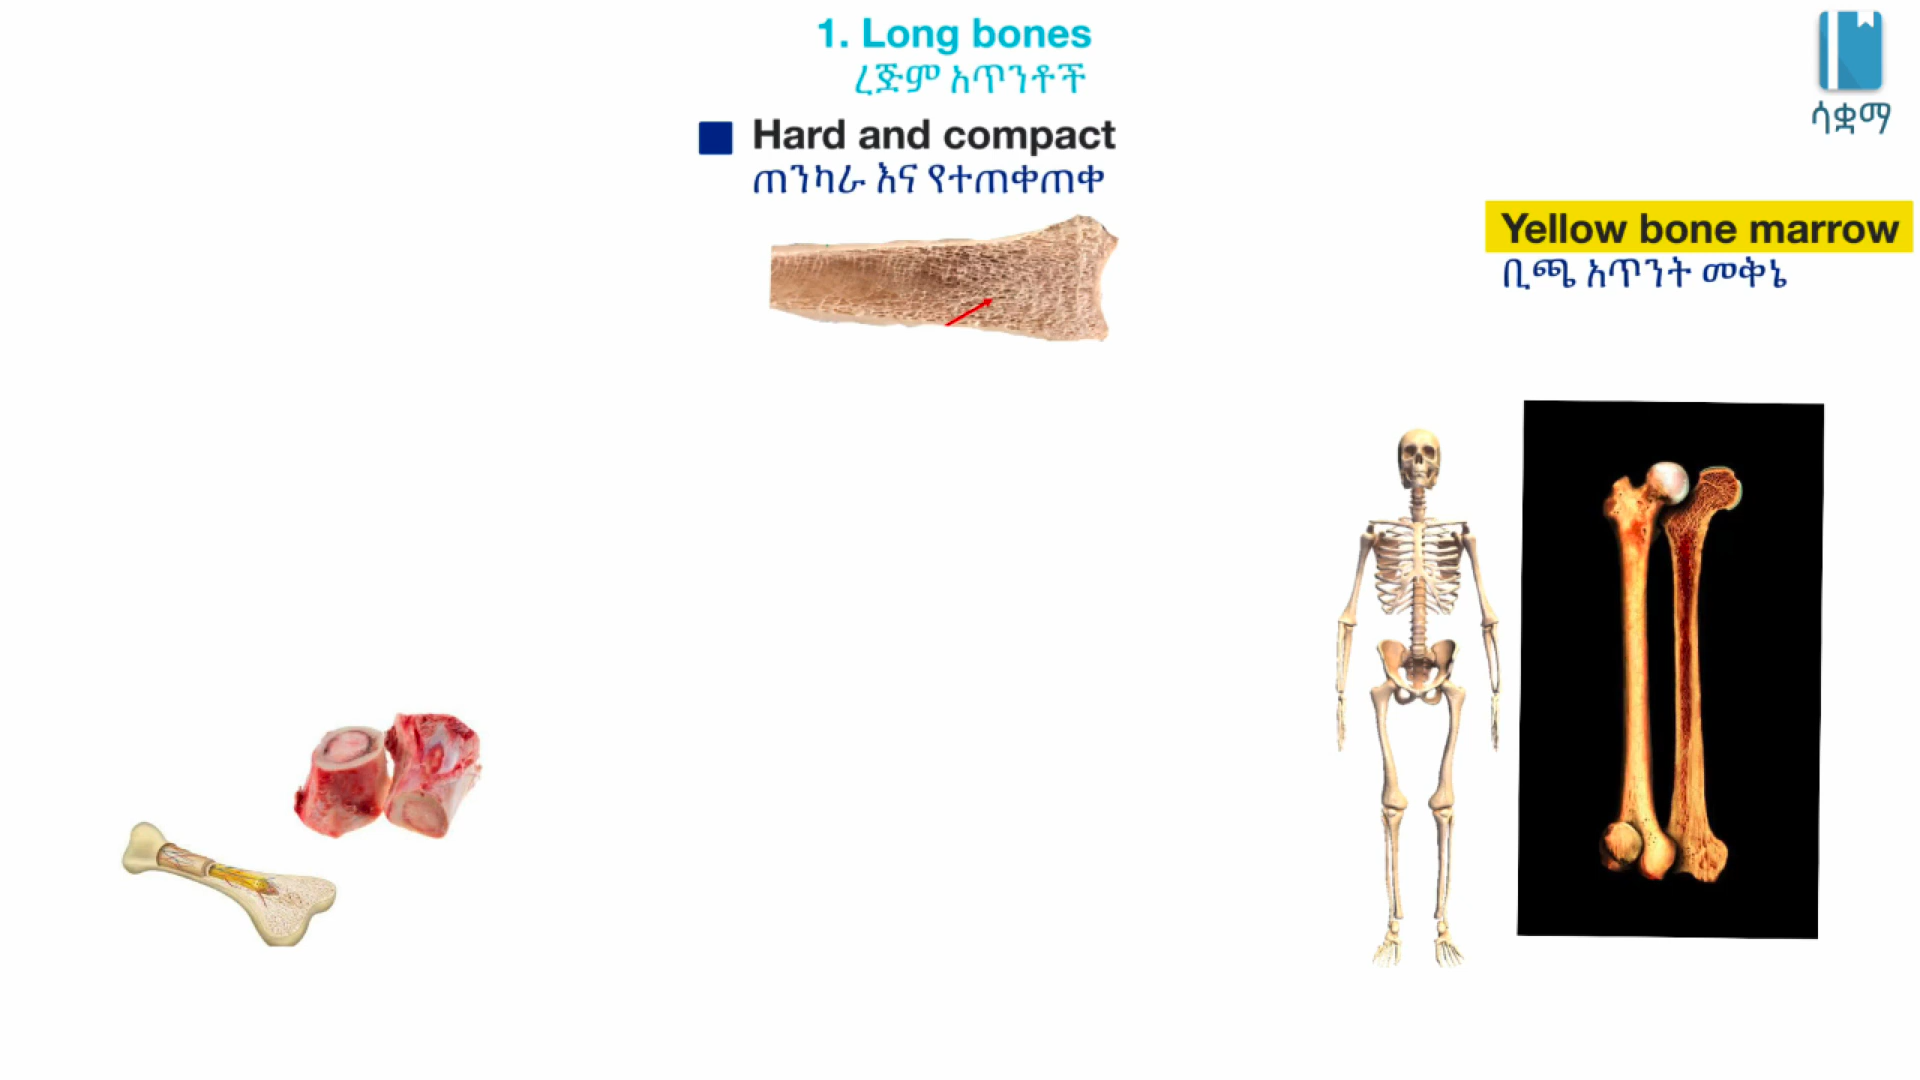 1. Long bones
ረጅም አጥንቶች
Hard and compact
ጠንካራ እና የተጠቀጠቀ
ሳቋማ
Yellow bone marrow
ቢጫ አጥንት መቅኔ